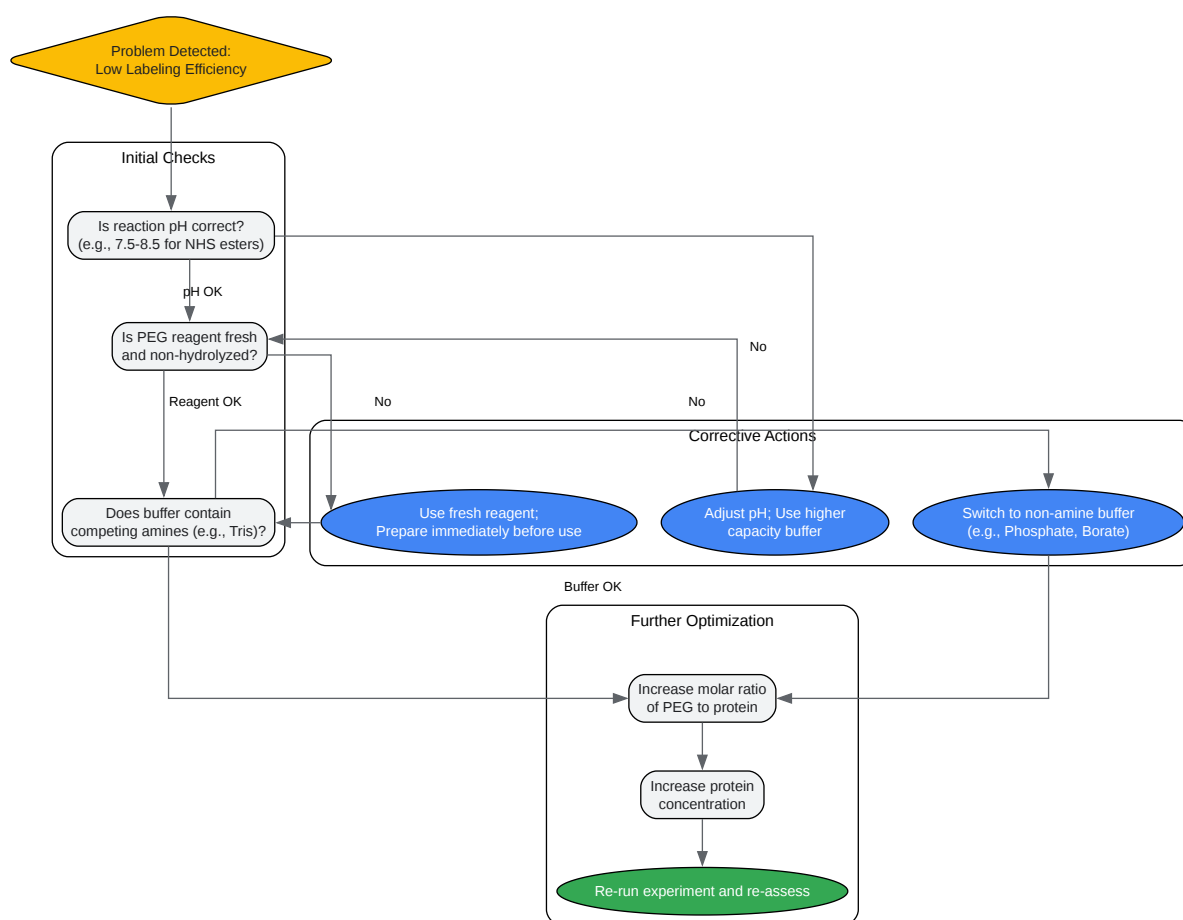 Problem Detected:
Low Labeling Efficiency
Initial Checks
Is reaction pH correct?
(e.g., 7.5-8.5 for NHS esters)
pH OK
Is PEG reagent fresh
and non-hydrolyzed?
No
Reagent OK
No
No
Corrective Actions
Does buffer contain
competing amines (e.g., Tris)?
Use fresh reagent;
Prepare immediately before use
Adjust pH; Use higher
capacity buffer
Switch to non-amine buffer
(e.g., Phosphate, Borate)
Buffer OK
Further Optimization
Increase molar ratio
of PEG to protein
Increase protein
concentration
Re-run experiment and re-assess